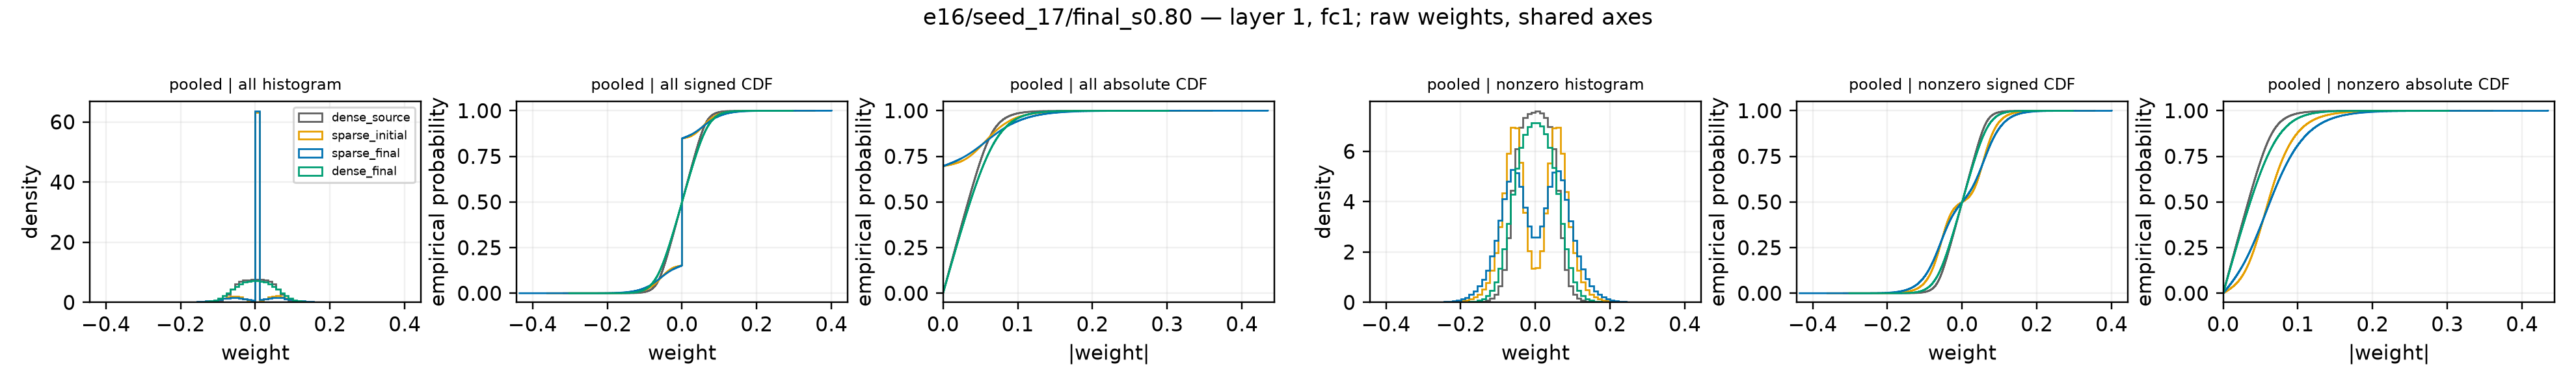 e16/seed_17/final_s0.80 — layer 1, fc1; raw weights, shared axes
pooled | all histogram
density
0
20
40
60
−0.4
−0.2
0.0
0.2
0.4
weight
dense_source
sparse_initial
sparse_final
dense_final
pooled | all signed CDF
empirical probability
0.00
0.25
0.50
0.75
1.00
−0.4
−0.2
0.0
0.2
0.4
weight
pooled | all absolute CDF
empirical probability
0.00
0.25
0.50
0.75
1.00
0.0
0.1
0.2
0.3
0.4
|weight|
pooled | nonzero histogram
density
0
2
4
6
−0.4
−0.2
0.0
0.2
0.4
weight
pooled | nonzero signed CDF
empirical probability
0.00
0.25
0.50
0.75
1.00
−0.4
−0.2
0.0
0.2
0.4
weight
pooled | nonzero absolute CDF
empirical probability
0.00
0.25
0.50
0.75
1.00
0.0
0.1
0.2
0.3
0.4
|weight|